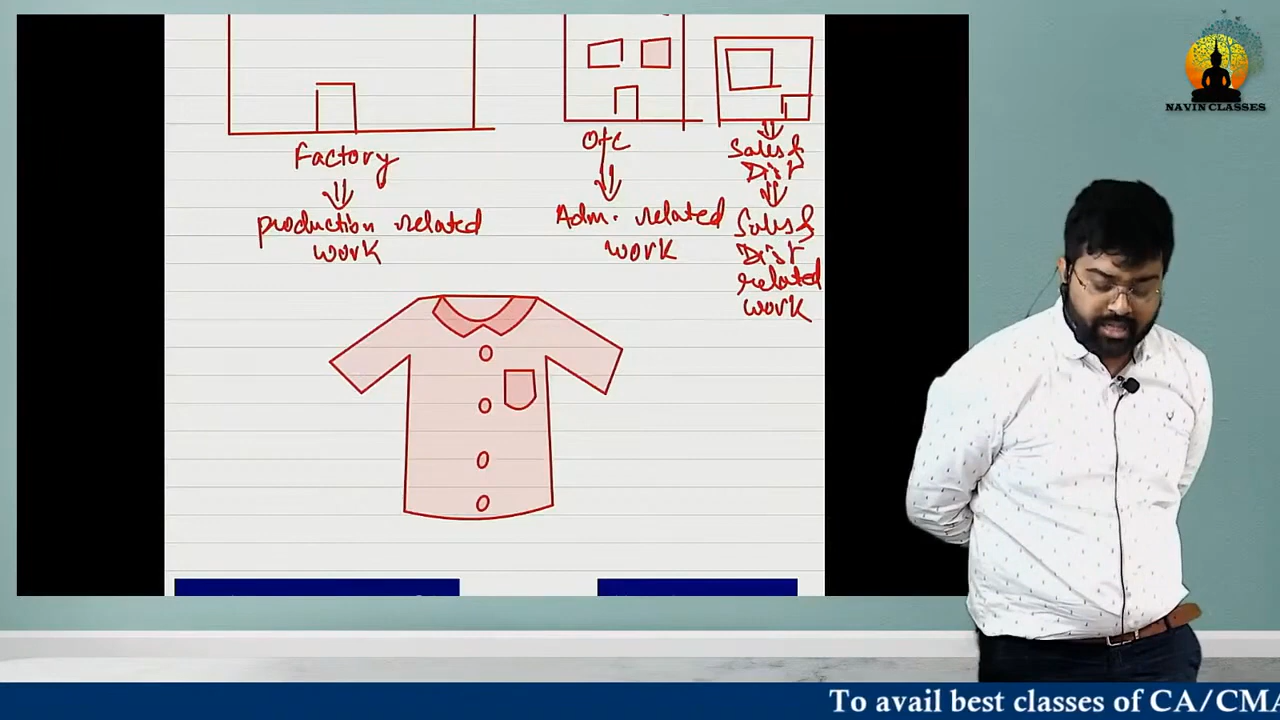 NAVIN CLASSES
Factory
production related
work
Ofc
Adm. related
work
Sales &
Dist
Sales &
Dist
related
work
To avail best classes of CA/CMA